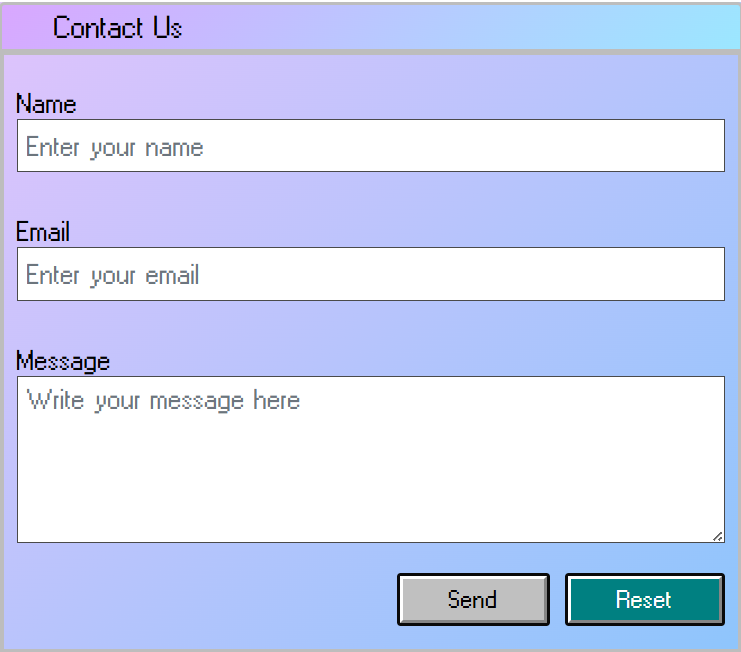 Contact Us
Name
Enter your name
Email
Enter your email
Message
Write your message here
Send Reset